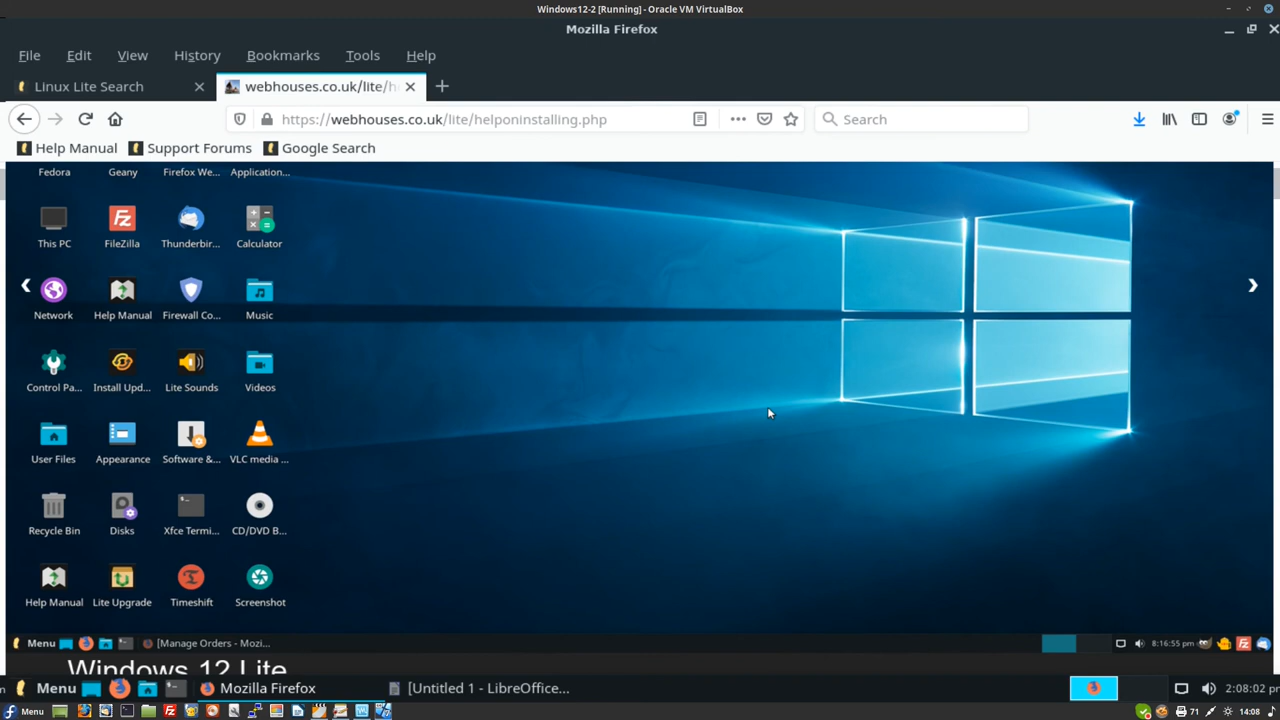 Windows12-2 [Running] - Oracle VM VirtualBox
Mozilla Firefox
File Edit View History Bookmarks Tools Help
Linux Lite Search
webhouses.co.uk/lite/h
https://webhouses.co.uk/lite/helponinstalling.php
Search
Help Manual Support Forums Google Search
Fedora Geany Firefox We... Application...
This PC FileZilla Thunderbir... Calculator
Network Help Manual Firewall Co... Music
Control Pa... Install Upd... Lite Sounds Videos
User Files Appearance Software &... VLC media ...
Recycle Bin Disks Xfce Termi... CD/DVD B...
Help Manual Lite Upgrade Timeshift Screenshot
Menu [Manage Orders - Mozi... 8:16:55 pm
Windows 12 Lite
Menu Mozilla Firefox [Untitled 1 - LibreOffice... 2:08:02 pm
Menu 71 14:08